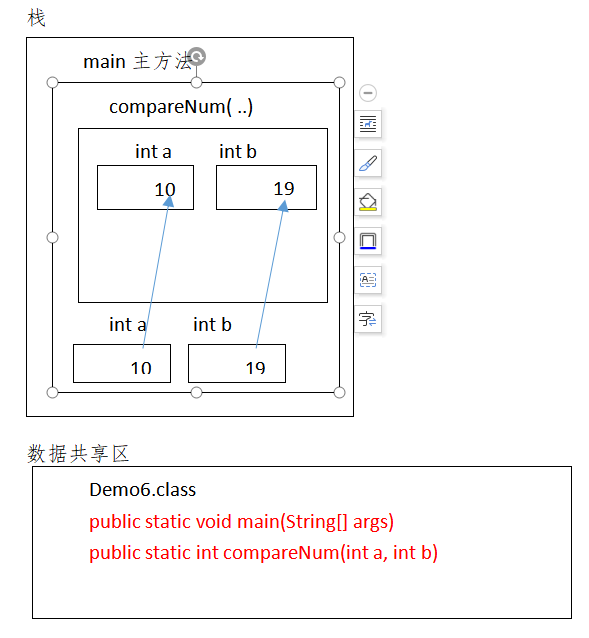 栈
main 主方法
compareNum( ..)
int a int b
10 19
int a int b
10 19
数据共享区
Demo6.class
public static void main(String[] args)
public static int compareNum(int a, int b)